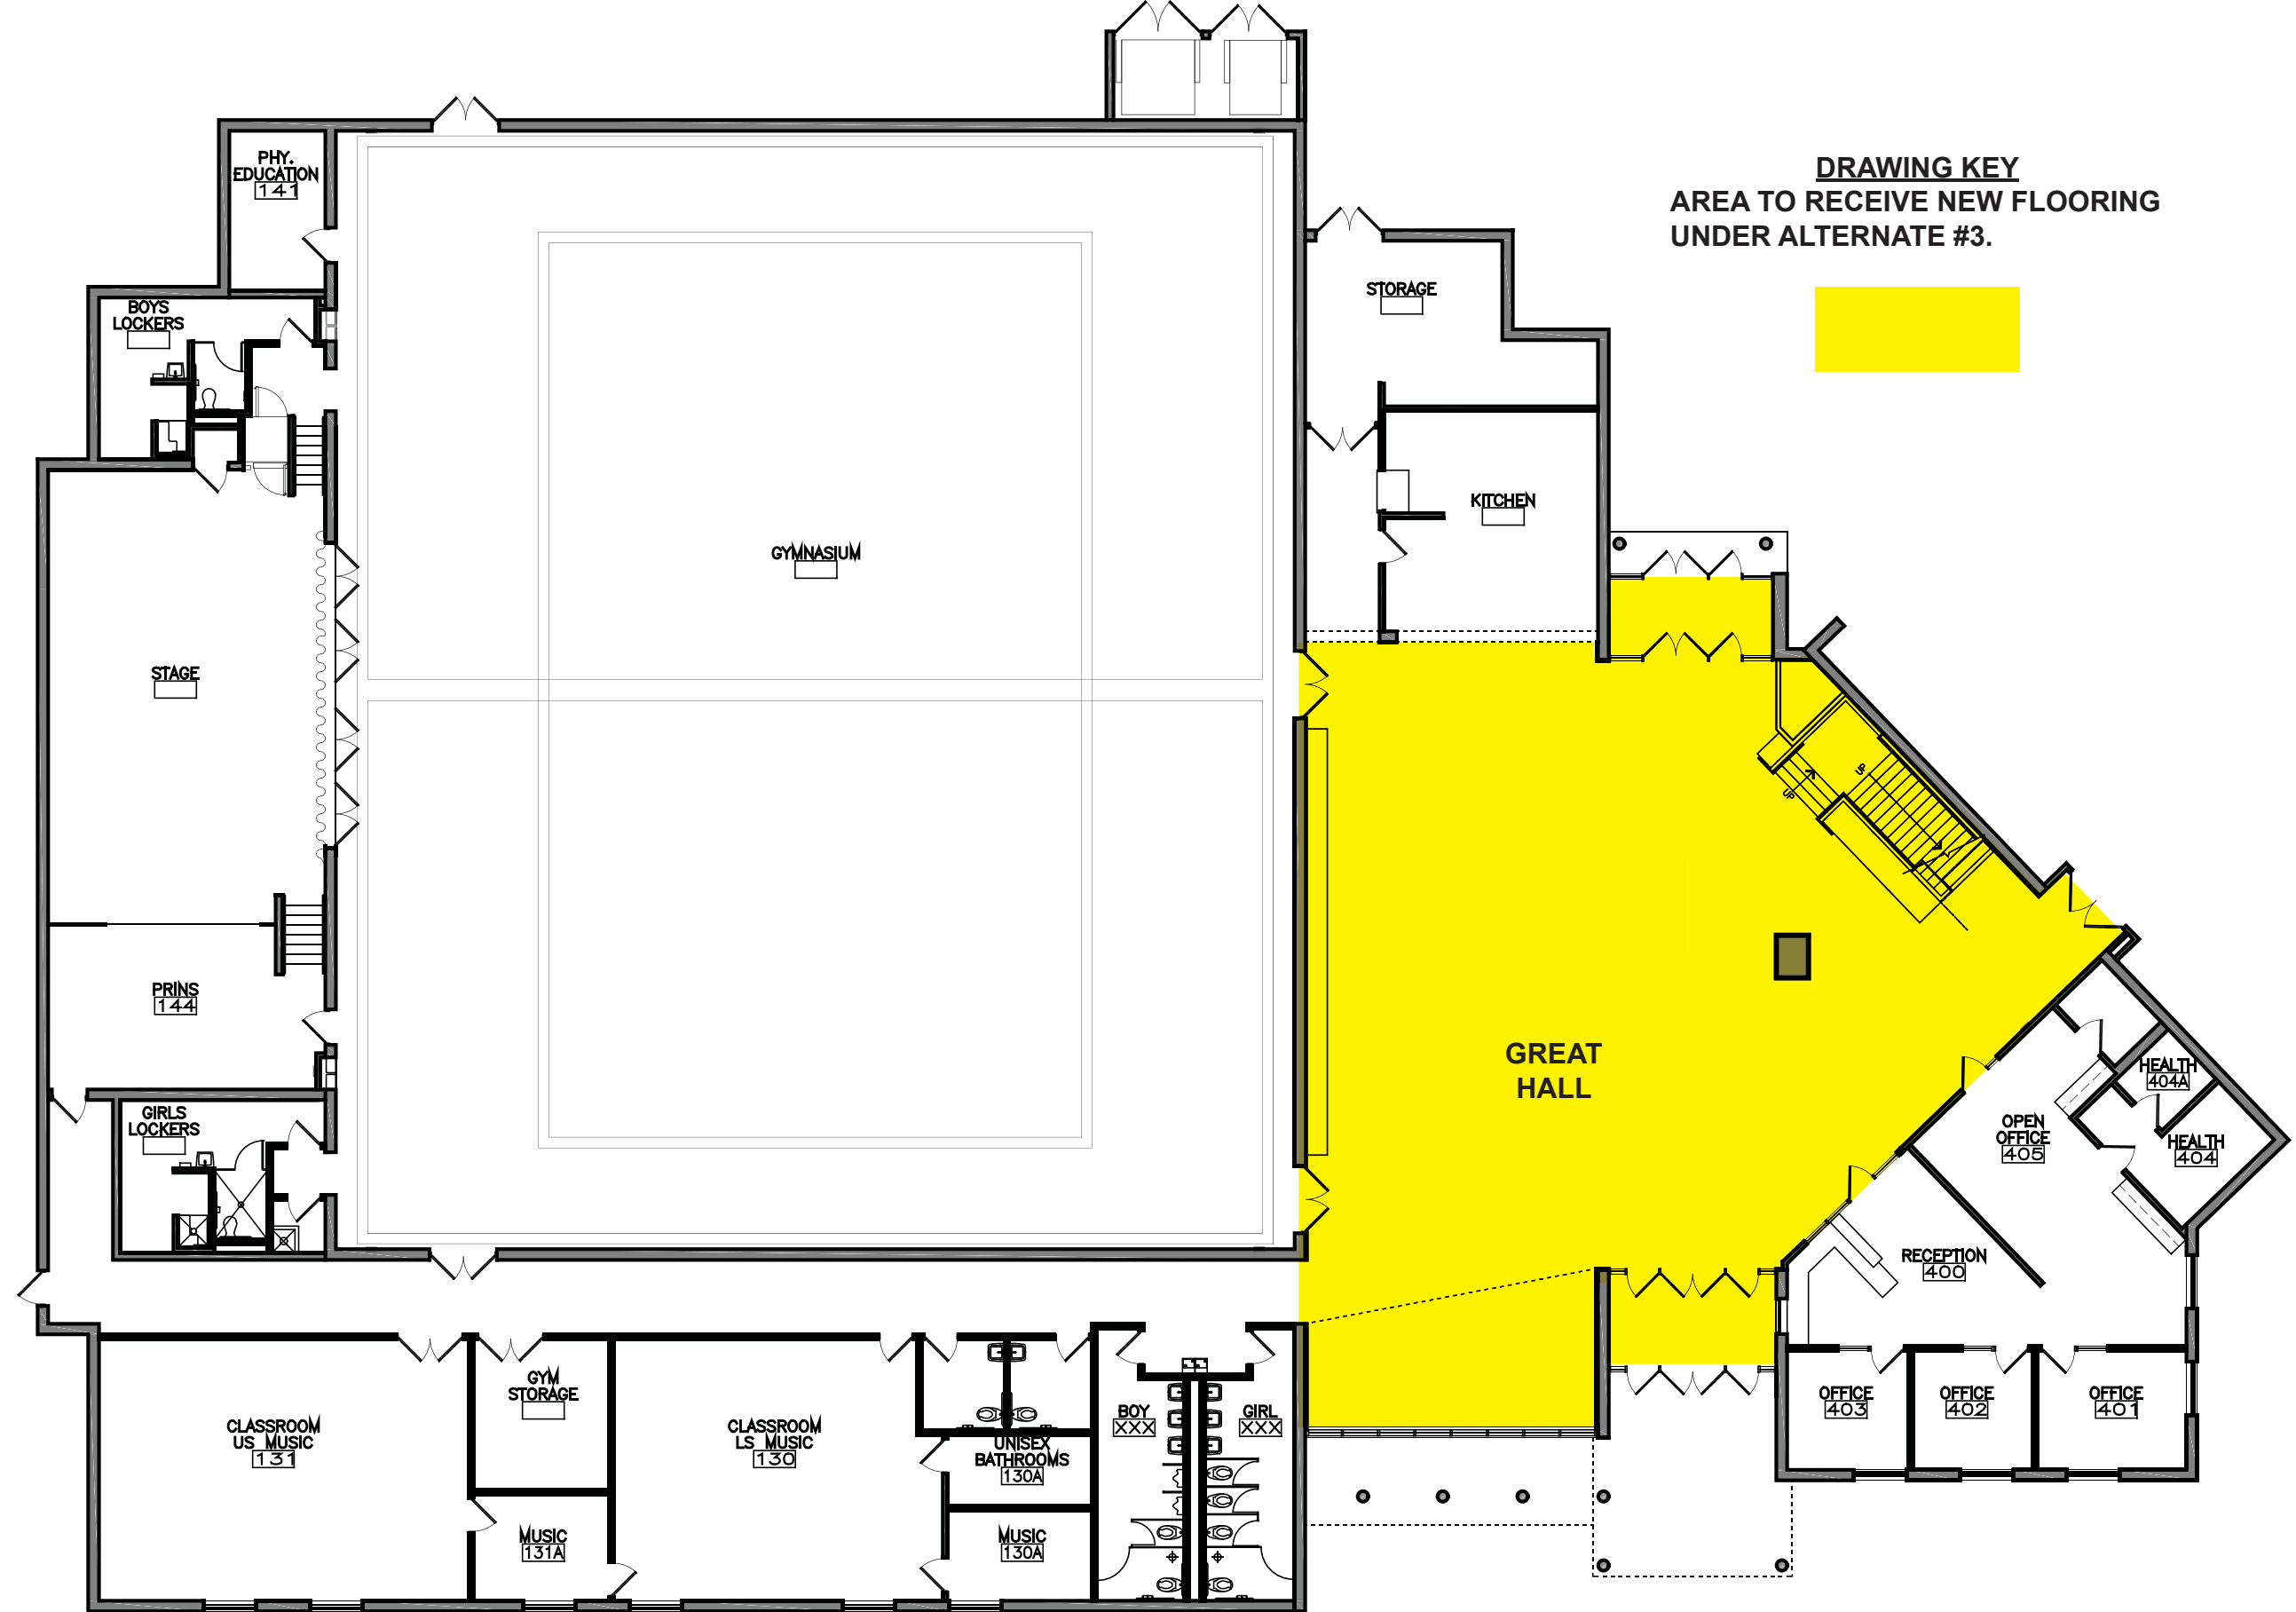 DRAWING KEY
AREA TO RECEIVE NEW FLOORING
UNDER ALTERNATE #3.
PHY.
EDUCATION
141
BOYS
LOCKERS
STORAGE
KITCHEN
GYMNASIUM
STAGE
UP
UP
PRINS
144
GREAT
HALL
HEALTH
404A
GIRLS
LOCKERS
OPEN
OFFICE
405
HEALTH
404
RECEPTION
400
GYM
STORAGE
OFFICE
403
OFFICE
402
OFFICE
401
CLASSROOM
US MUSIC
131
CLASSROOM
LS MUSIC
130
BOY
XXX
GIRL
XXX
UNISEX
BATHROOMS
130A
MUSIC
131A
MUSIC
130A